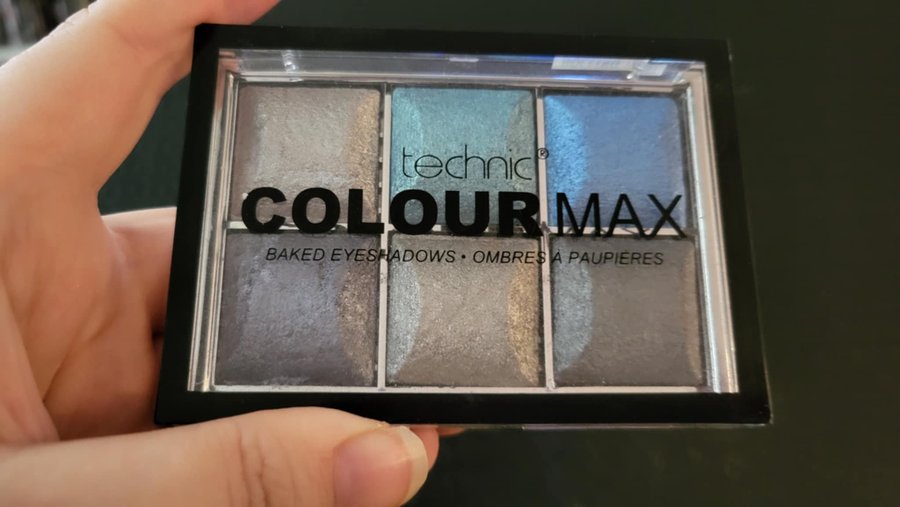 technic®
COLOUR MAX
BAKED EYESHADOWS • OMBRES A PAUPIÈRES